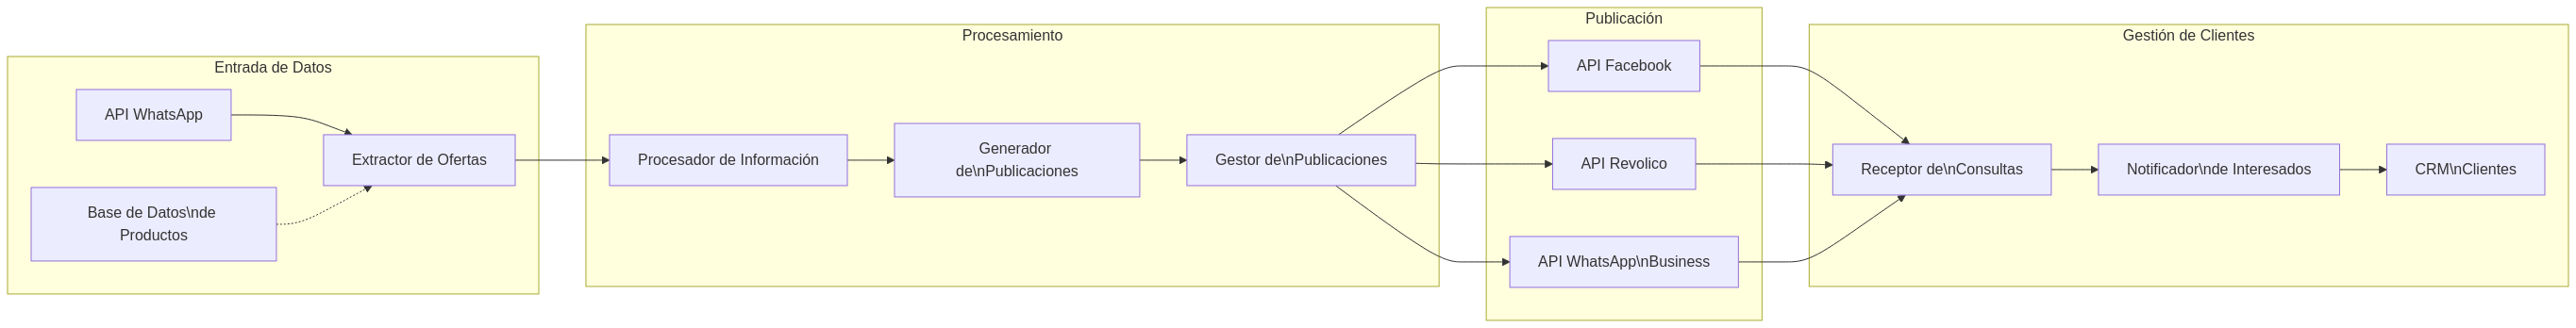 Entrada de Datos
API WhatsApp
Extractor de Ofertas
Base de Datos\nde
Productos
Procesamiento
Procesador de Información
Generador
de\nPublicaciones
Gestor de\nPublicaciones
Publicación
API Facebook
API Revolico
API WhatsApp\nBusiness
Gestión de Clientes
Receptor de\nConsultas
Notificador\nde Interesados
CRM\nClientes